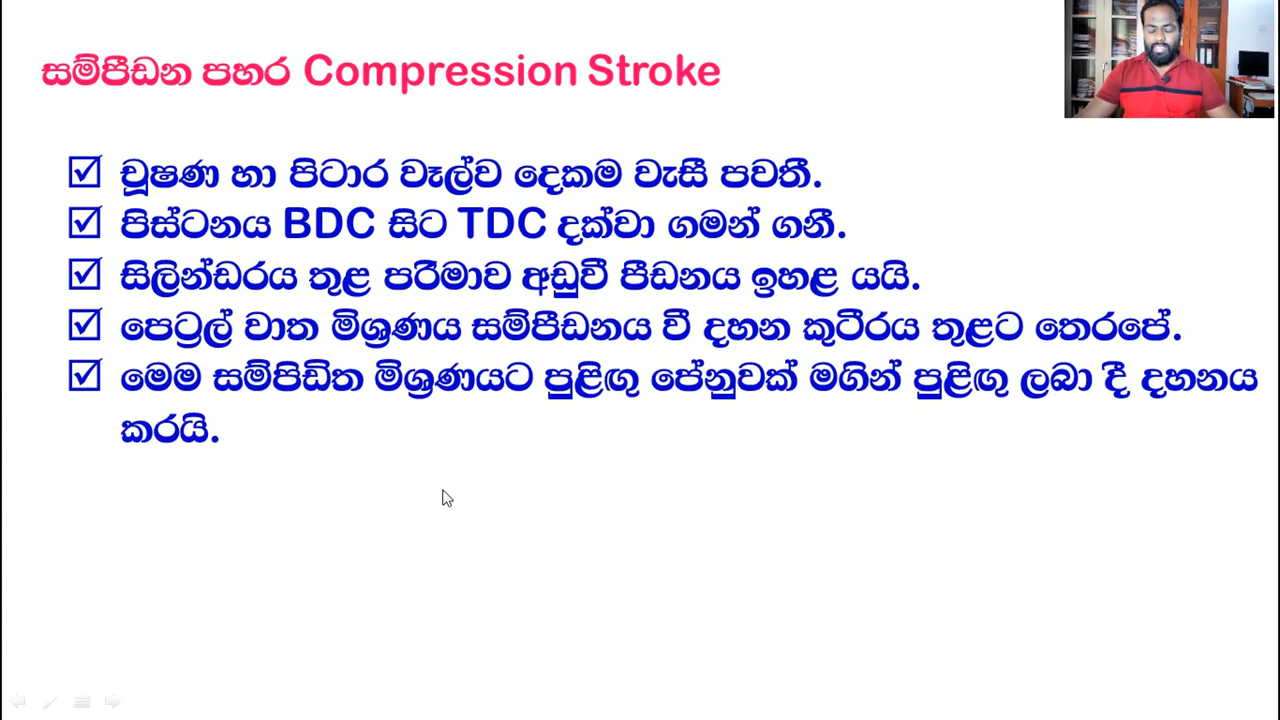 සම්පීඩන පහර Compression Stroke
චූෂණ හා පිටාර වෑල්ව දෙකම වැසී පවතී.
පිස්ටනය BDC සිට TDC දක්වා ගමන් ගනී.
සිලින්ඩරය තුළ පරිමාව අඩුවී පීඩනය ඉහළ යයි.
පෙට්‍රල් වාත මිශ්‍රණය සම්පීඩනය වී දහන කුටීරය තුළට තෙරපේ.
මෙම සම්පිඩිත මිශ්‍රණයට පුළිඟු පේනුවක් මගින් පුළිඟු ලබා දී දහනය
කරයි.